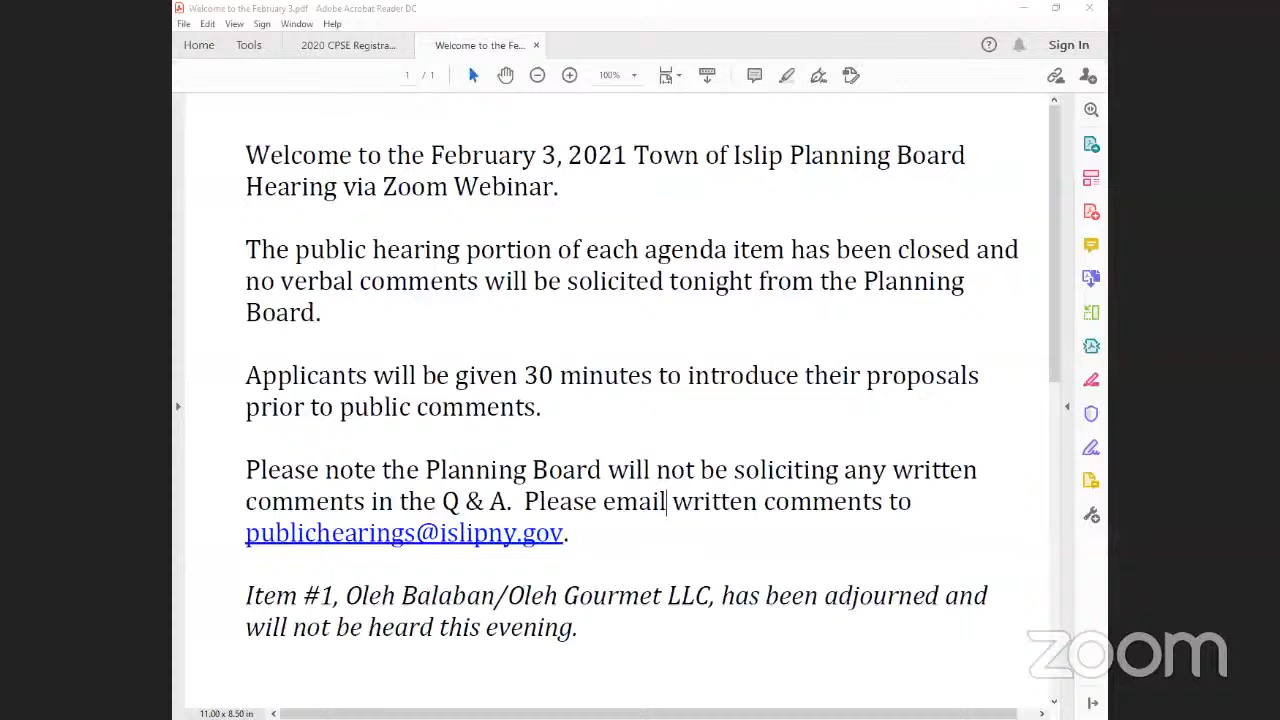 Welcome to the February 3.pdf - Adobe Acrobat Reader DC
File Edit View Sign Window Help
Home Tools 2020 CPSE Registra... Welcome to the Fe... × Sign In
1 / 1 100%
Welcome to the February 3, 2021 Town of Islip Planning Board
Hearing via Zoom Webinar.
The public hearing portion of each agenda item has been closed and
no verbal comments will be solicited tonight from the Planning
Board.
Applicants will be given 30 minutes to introduce their proposals
prior to public comments.
Please note the Planning Board will not be soliciting any written
comments in the Q & A.  Please email written comments to
publichearings@islipny.gov.
Item #1, Oleh Balaban/Oleh Gourmet LLC, has been adjourned and
will not be heard this evening.
zoom
11.00 x 8.50 in